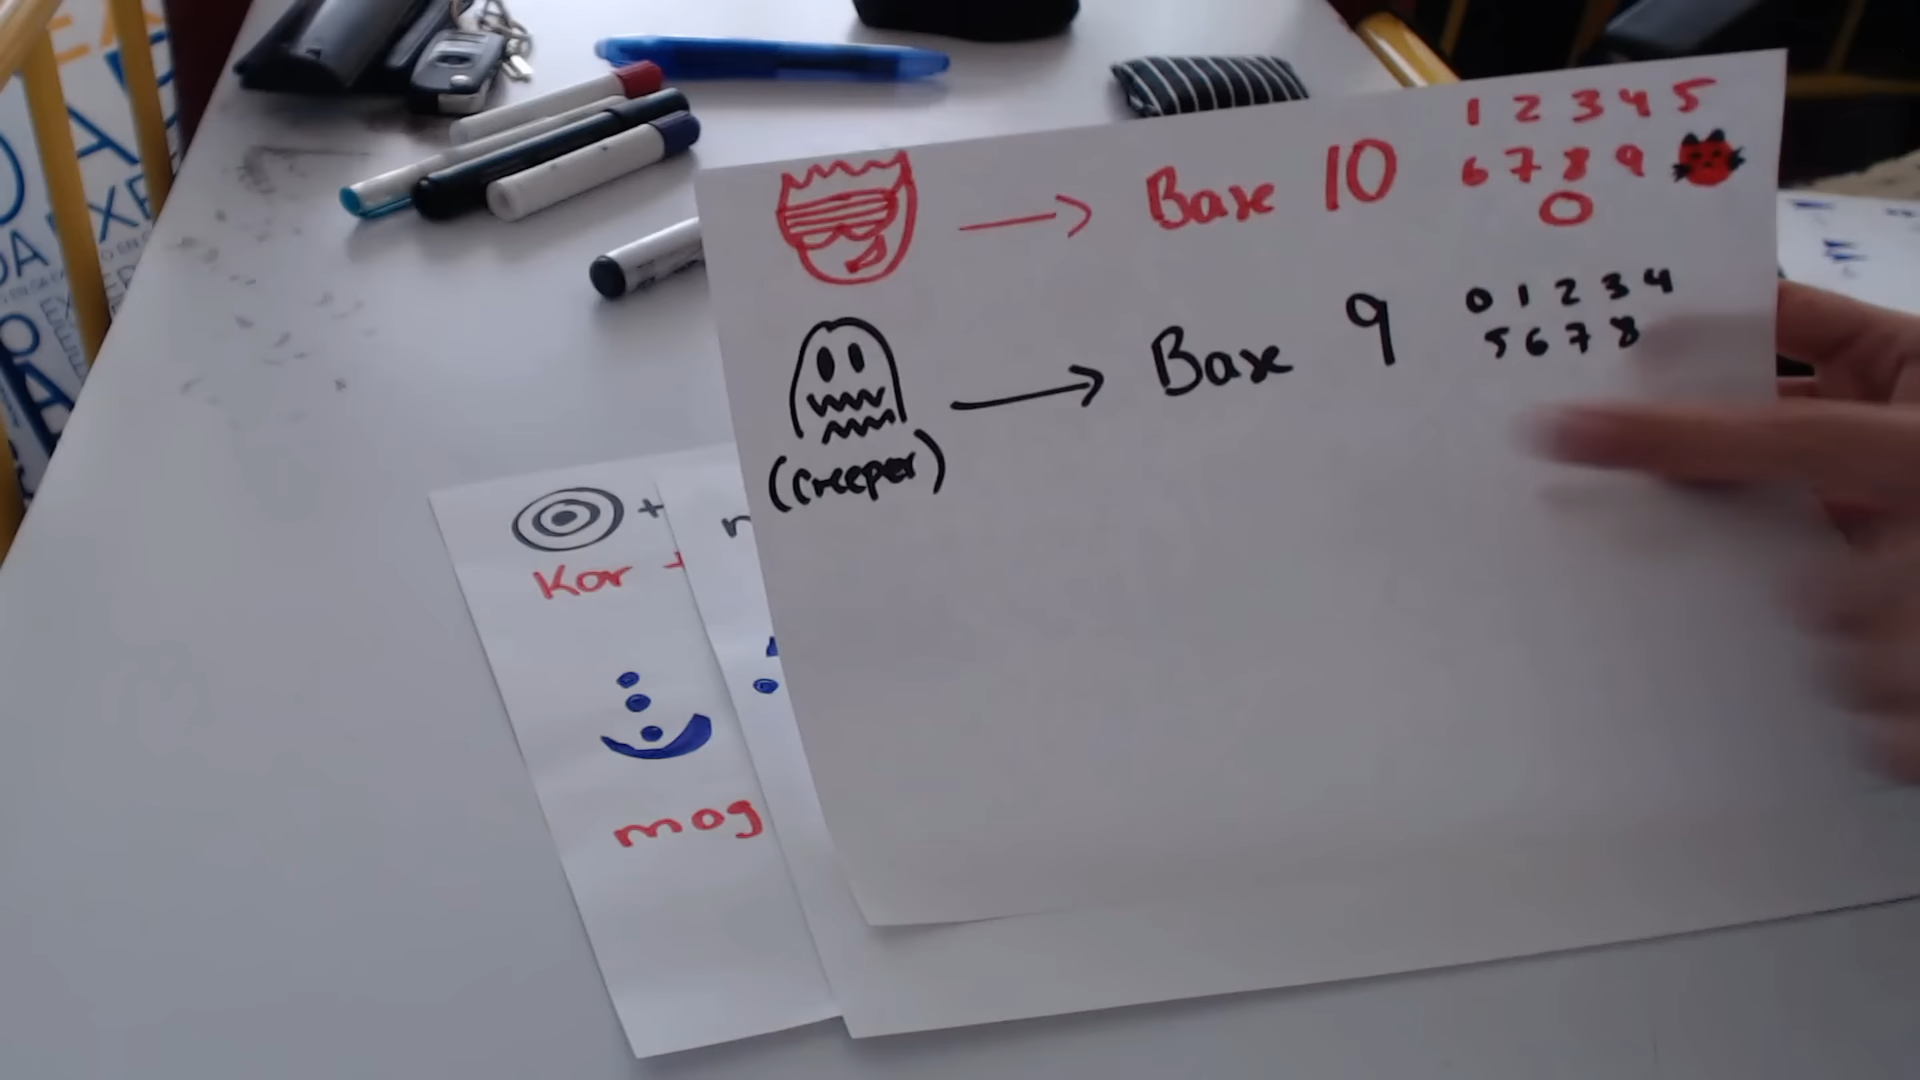 Base 10
1 2 3 4 5
6 7 8 9
0
Base 9
0 1 2 3 4
5 6 7 8
(creeper)
+
Kor +
mog